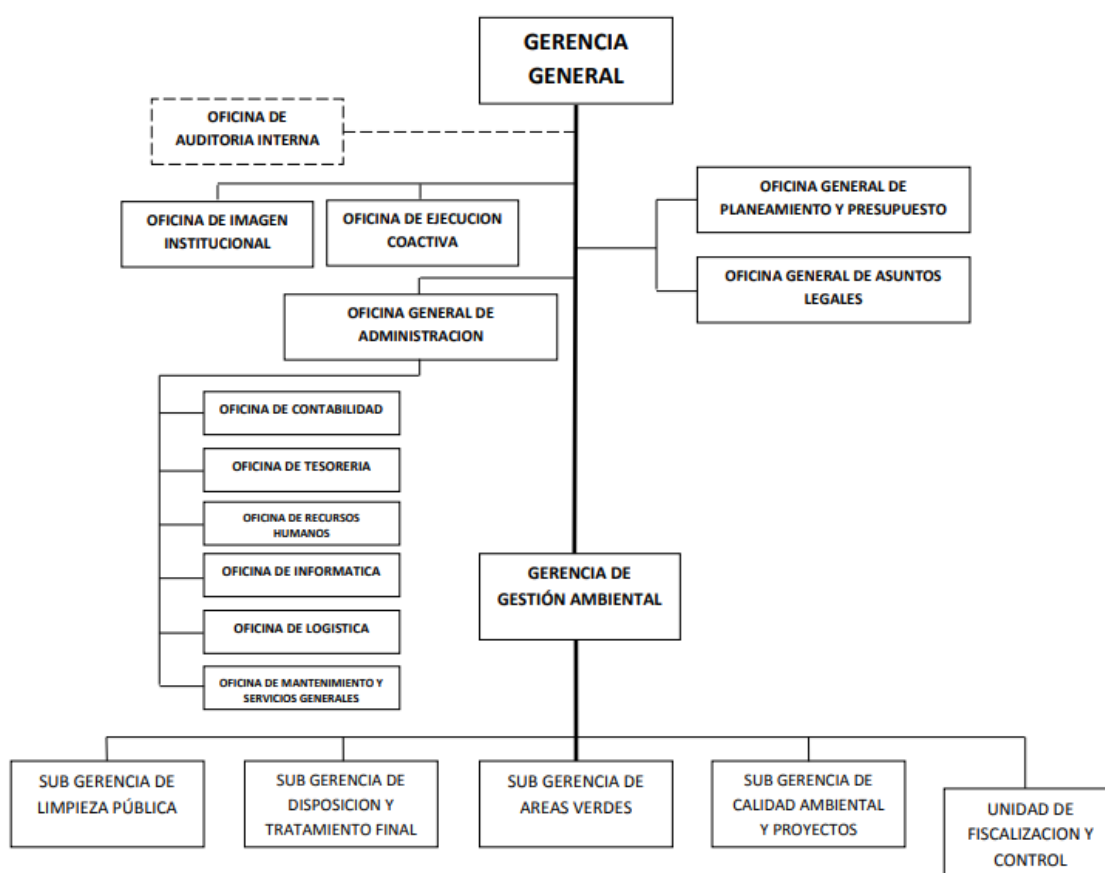 GERENCIA
GENERAL
OFICINA DE
AUDITORIA INTERNA
OFICINA DE IMAGEN
INSTITUCIONAL
OFICINA DE EJECUCION
COACTIVA
OFICINA GENERAL DE
PLANEAMIENTO Y PRESUPUESTO
OFICINA GENERAL DE ASUNTOS
LEGALES
OFICINA GENERAL DE
ADMINISTRACION
OFICINA DE CONTABILIDAD
OFICINA DE TESORERIA
OFICINA DE RECURSOS
HUMANOS
OFICINA DE INFORMATICA
OFICINA DE LOGISTICA
OFICINA DE MANTENIMIENTO Y
SERVICIOS GENERALES
GERENCIA DE
GESTIÓN AMBIENTAL
SUB GERENCIA DE
LIMPIEZA PÚBLICA
SUB GERENCIA DE
DISPOSICION Y
TRATAMIENTO FINAL
SUB GERENCIA DE
AREAS VERDES
SUB GERENCIA DE
CALIDAD AMBIENTAL
Y PROYECTOS
UNIDAD DE
FISCALIZACION Y
CONTROL